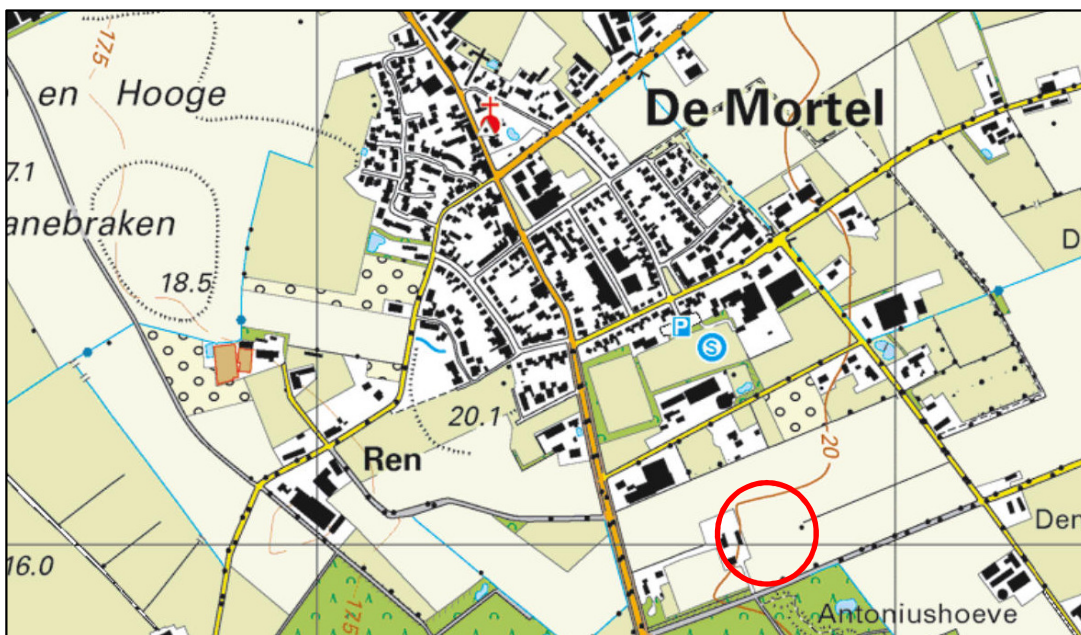 17.5
en Hooge
De Mortel
7.1
anebraken
18.5
D
P
S
20.1
20
Ren
16.0
17.5
Den
Antoniushoeve